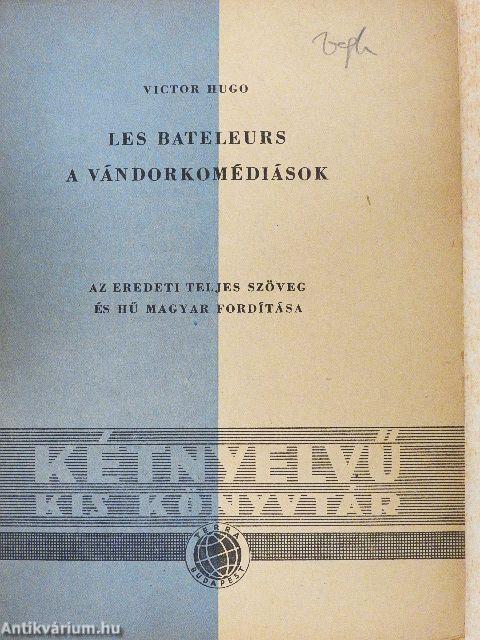 VICTOR HUGO
LES BATELEURS
A VÁNDORKOMÉDIÁSOK
AZ EREDETI TELJES SZÖVEG
ÉS HŰ MAGYAR FORDÍTÁSA
KÉTNYELVŰ
KIS KÖNYVTÁR
TERRA
BUDAPEST
Antikvárium.hu